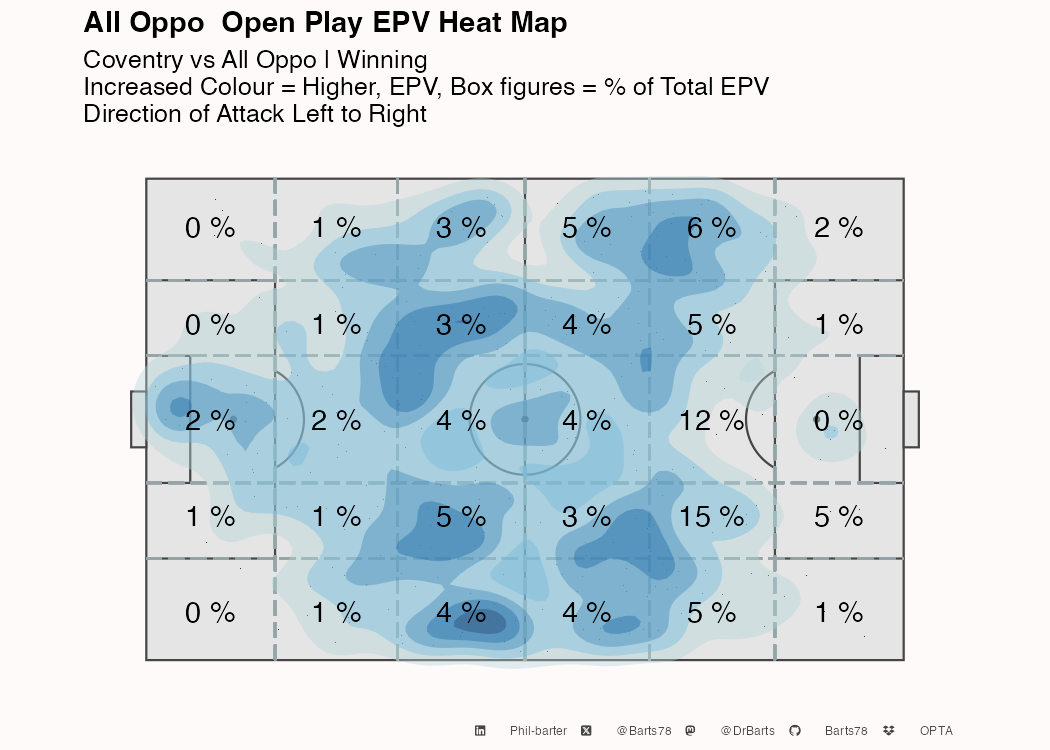 All Oppo  Open Play EPV Heat Map
Coventry vs All Oppo | Winning
Increased Colour = Higher, EPV, Box figures = % of Total EPV
Direction of Attack Left to Right
0 % 1 % 3 % 5 % 6 % 2 %
0 % 1 % 3 % 4 % 5 % 1 %
2 % 2 % 4 % 4 % 12 % 0 %
1 % 1 % 5 % 3 % 15 % 5 %
0 % 1 % 4 % 4 % 5 % 1 %
Phil-barter @Barts78 @DrBarts Barts78 OPTA